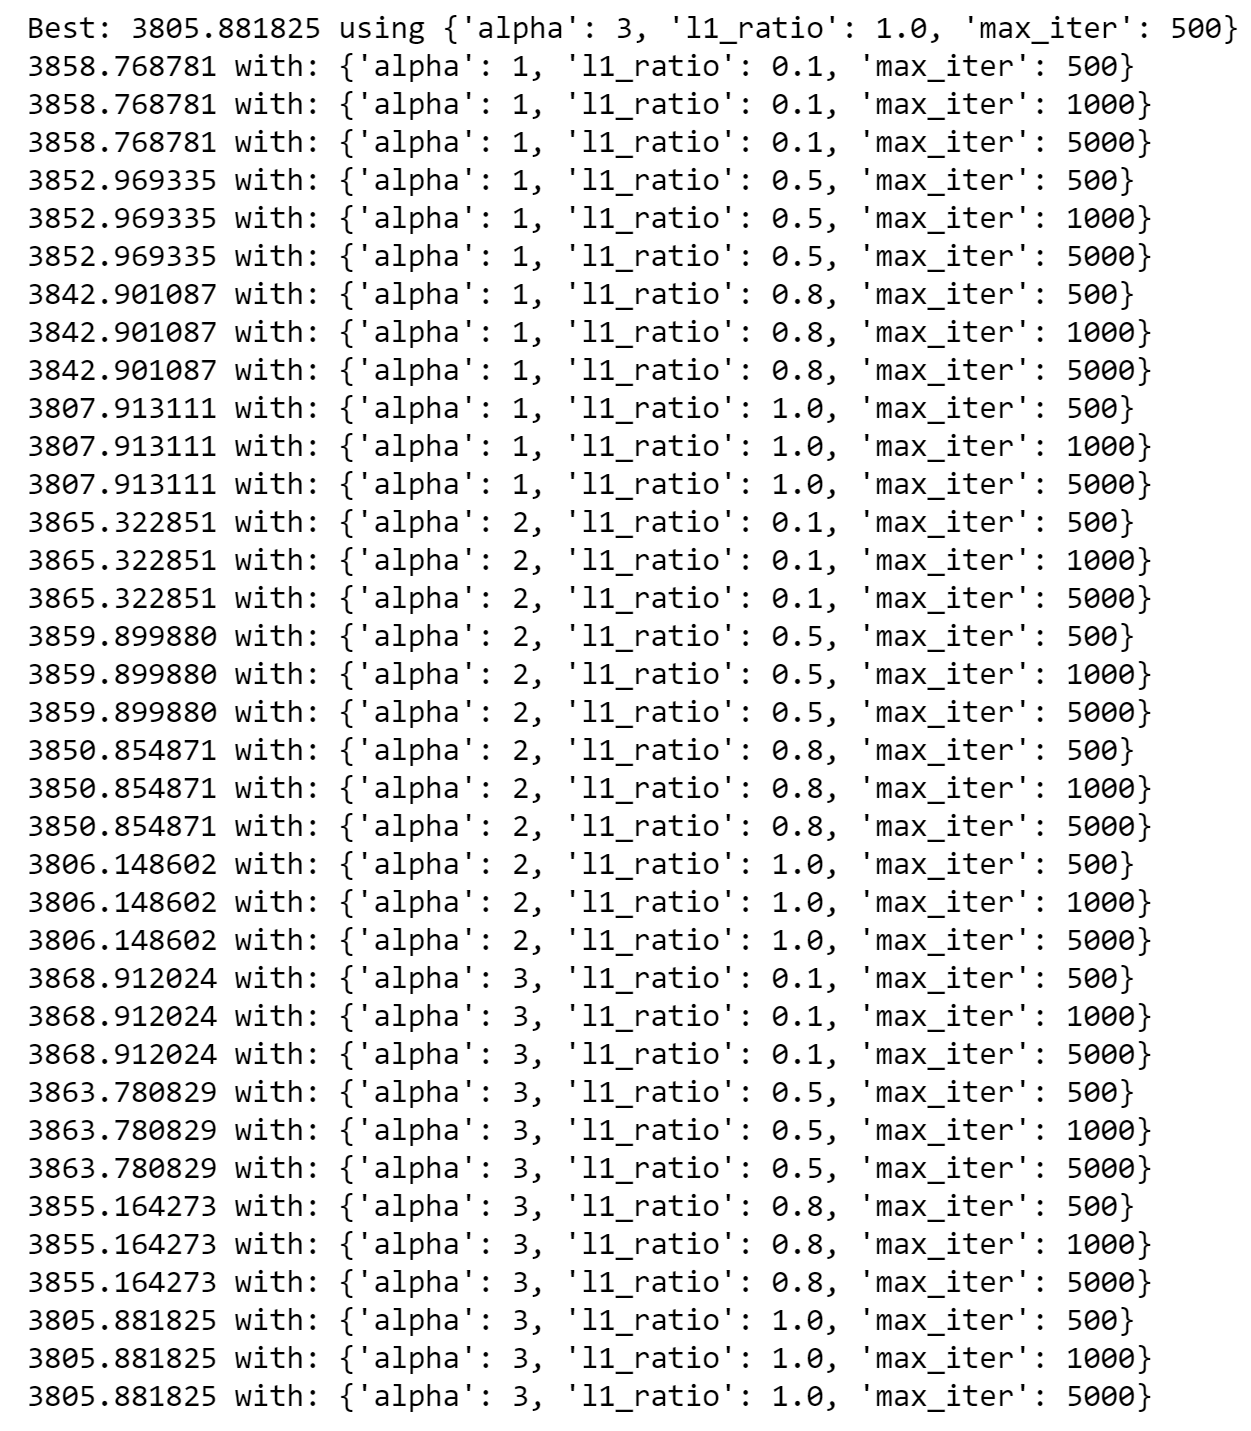 Best: 3805.881825 using {'alpha': 3, 'l1_ratio': 1.0, 'max_iter': 500}
3858.768781 with: {'alpha': 1, 'l1_ratio': 0.1, 'max_iter': 500}
3858.768781 with: {'alpha': 1, 'l1_ratio': 0.1, 'max_iter': 1000}
3858.768781 with: {'alpha': 1, 'l1_ratio': 0.1, 'max_iter': 5000}
3852.969335 with: {'alpha': 1, 'l1_ratio': 0.5, 'max_iter': 500}
3852.969335 with: {'alpha': 1, 'l1_ratio': 0.5, 'max_iter': 1000}
3852.969335 with: {'alpha': 1, 'l1_ratio': 0.5, 'max_iter': 5000}
3842.901087 with: {'alpha': 1, 'l1_ratio': 0.8, 'max_iter': 500}
3842.901087 with: {'alpha': 1, 'l1_ratio': 0.8, 'max_iter': 1000}
3842.901087 with: {'alpha': 1, 'l1_ratio': 0.8, 'max_iter': 5000}
3807.913111 with: {'alpha': 1, 'l1_ratio': 1.0, 'max_iter': 500}
3807.913111 with: {'alpha': 1, 'l1_ratio': 1.0, 'max_iter': 1000}
3807.913111 with: {'alpha': 1, 'l1_ratio': 1.0, 'max_iter': 5000}
3865.322851 with: {'alpha': 2, 'l1_ratio': 0.1, 'max_iter': 500}
3865.322851 with: {'alpha': 2, 'l1_ratio': 0.1, 'max_iter': 1000}
3865.322851 with: {'alpha': 2, 'l1_ratio': 0.1, 'max_iter': 5000}
3859.899880 with: {'alpha': 2, 'l1_ratio': 0.5, 'max_iter': 500}
3859.899880 with: {'alpha': 2, 'l1_ratio': 0.5, 'max_iter': 1000}
3859.899880 with: {'alpha': 2, 'l1_ratio': 0.5, 'max_iter': 5000}
3850.854871 with: {'alpha': 2, 'l1_ratio': 0.8, 'max_iter': 500}
3850.854871 with: {'alpha': 2, 'l1_ratio': 0.8, 'max_iter': 1000}
3850.854871 with: {'alpha': 2, 'l1_ratio': 0.8, 'max_iter': 5000}
3806.148602 with: {'alpha': 2, 'l1_ratio': 1.0, 'max_iter': 500}
3806.148602 with: {'alpha': 2, 'l1_ratio': 1.0, 'max_iter': 1000}
3806.148602 with: {'alpha': 2, 'l1_ratio': 1.0, 'max_iter': 5000}
3868.912024 with: {'alpha': 3, 'l1_ratio': 0.1, 'max_iter': 500}
3868.912024 with: {'alpha': 3, 'l1_ratio': 0.1, 'max_iter': 1000}
3868.912024 with: {'alpha': 3, 'l1_ratio': 0.1, 'max_iter': 5000}
3863.780829 with: {'alpha': 3, 'l1_ratio': 0.5, 'max_iter': 500}
3863.780829 with: {'alpha': 3, 'l1_ratio': 0.5, 'max_iter': 1000}
3863.780829 with: {'alpha': 3, 'l1_ratio': 0.5, 'max_iter': 5000}
3855.164273 with: {'alpha': 3, 'l1_ratio': 0.8, 'max_iter': 500}
3855.164273 with: {'alpha': 3, 'l1_ratio': 0.8, 'max_iter': 1000}
3855.164273 with: {'alpha': 3, 'l1_ratio': 0.8, 'max_iter': 5000}
3805.881825 with: {'alpha': 3, 'l1_ratio': 1.0, 'max_iter': 500}
3805.881825 with: {'alpha': 3, 'l1_ratio': 1.0, 'max_iter': 1000}
3805.881825 with: {'alpha': 3, 'l1_ratio': 1.0, 'max_iter': 5000}